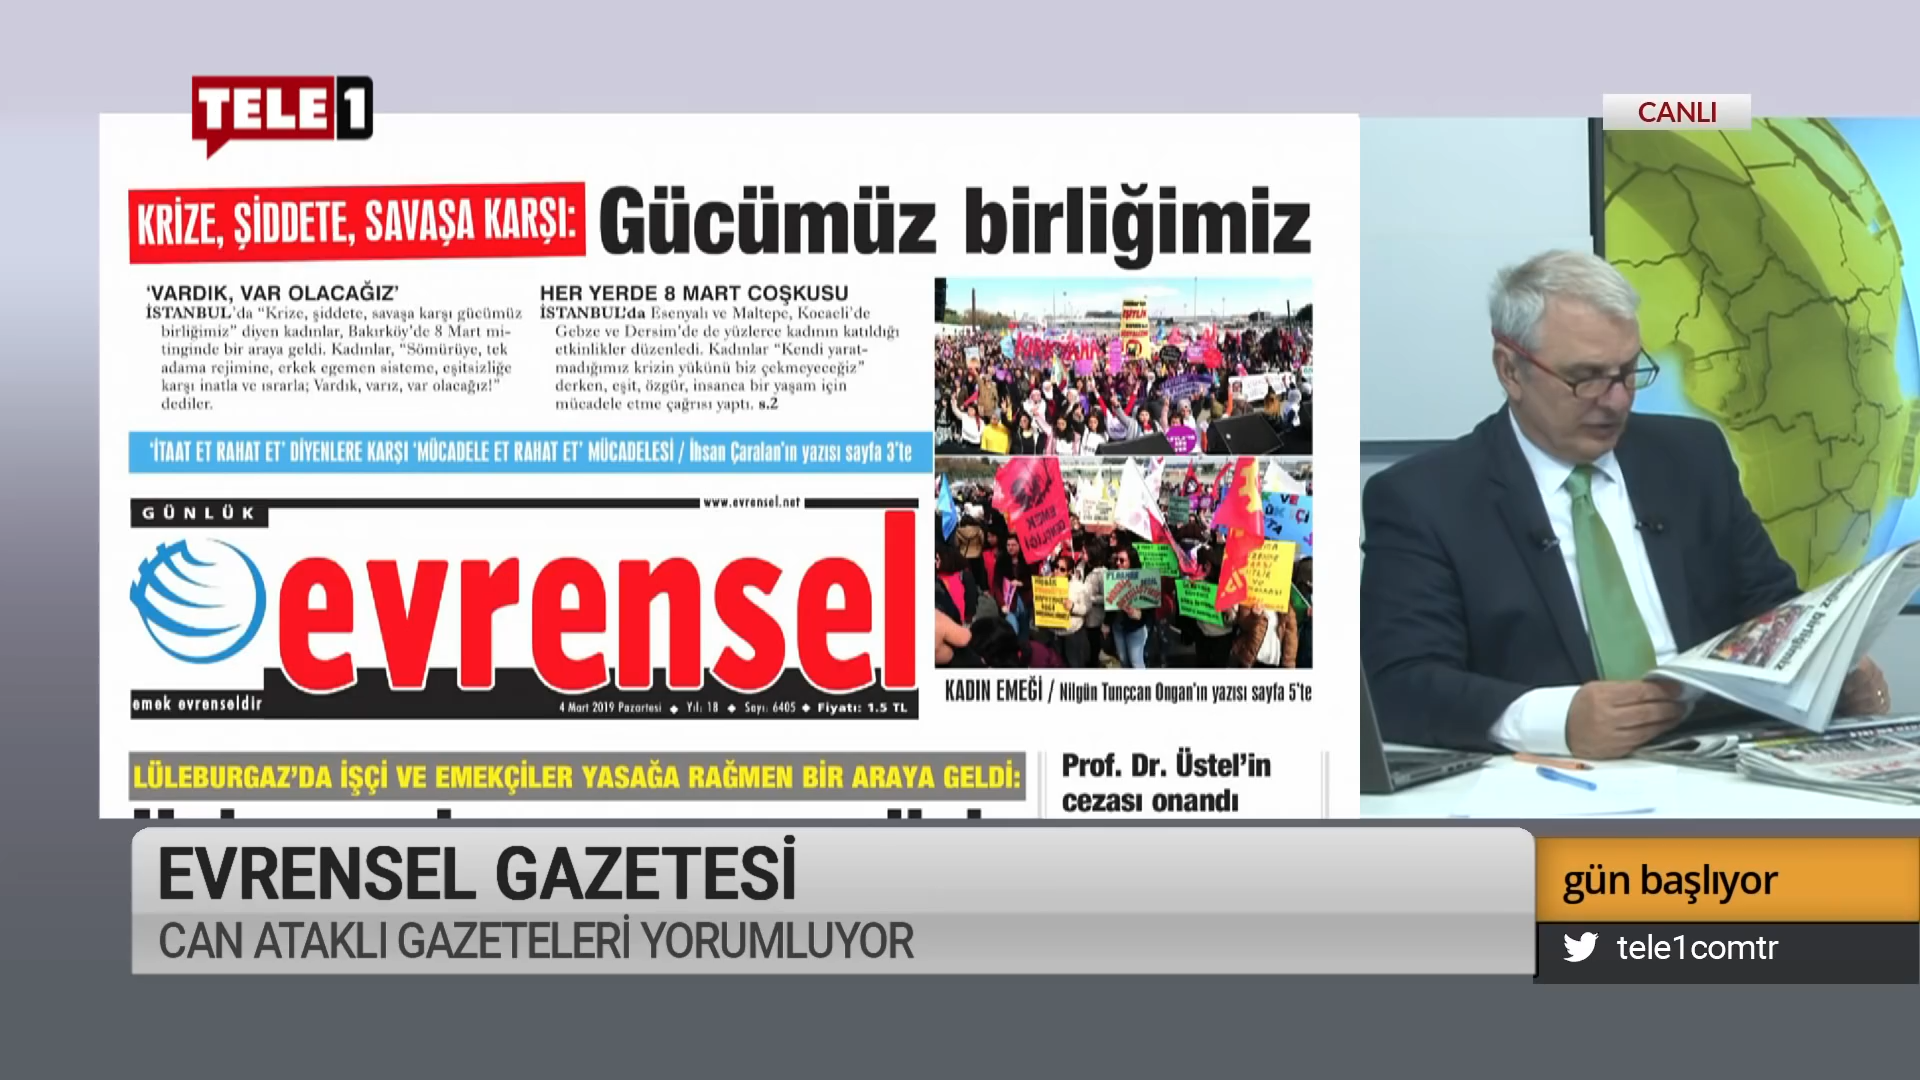 TELE1
CANLI
KRİZE, ŞİDDETE, SAVAŞA KARŞI: Gücümüz birliğimiz
'VARDIK, VAR OLACAĞIZ'
İSTANBUL'da "Krize, şiddete, savaşa karşı gücümüz
birliğimiz" diyen kadınlar, Bakırköy'de 8 Mart mi-
tinginde bir araya geldi. Kadınlar, "Sömürüye, tek
adama rejimine, erkek egemen sisteme, eşitsizliğe
karşı inatla ve ısrarla; Vardık, varız, var olacağız!"
dediler.
HER YERDE 8 MART COŞKUSU
İSTANBUL'da Esenyalı ve Maltepe, Kocaeli'de
Gebze ve Dersim'de de yüzlerce kadının katıldığı
etkinlikler düzenledi. Kadınlar "Kendi yarat-
madığımız krizin yükünü biz çekmeyeceğiz"
derken, eşit, özgür, insanca bir yaşam için
mücadele etme çağrısı yaptı. s.2
'İTAAT ET RAHAT ET' DİYENLERE KARŞI 'MÜCADELE ET RAHAT ET' MÜCADELESİ / İhsan Çaralan'ın yazısı sayfa 3'te
www.evrensel.net
GÜNLÜK
evrensel
emek evrenseldir
4 Mart 2019 Pazartesi ◆ Yıl: 18 ◆ Sayı: 6405 ◆ Fiyatı: 1.5 TL
EMEK
KADIN EMEĞİ / Nilgün Tunçcan Ongan'ın yazısı sayfa 5'te
LÜLEBURGAZ'DA İŞÇİ VE EMEKÇİLER YASAĞA RAĞMEN BİR ARAYA GELDİ:
Prof. Dr. Üstel'in
cezası onandı
birliğimiz
EVRENSEL GAZETESİ
CAN ATAKLI GAZETELERİ YORUMLUYOR
gün başlıyor
tele1comtr